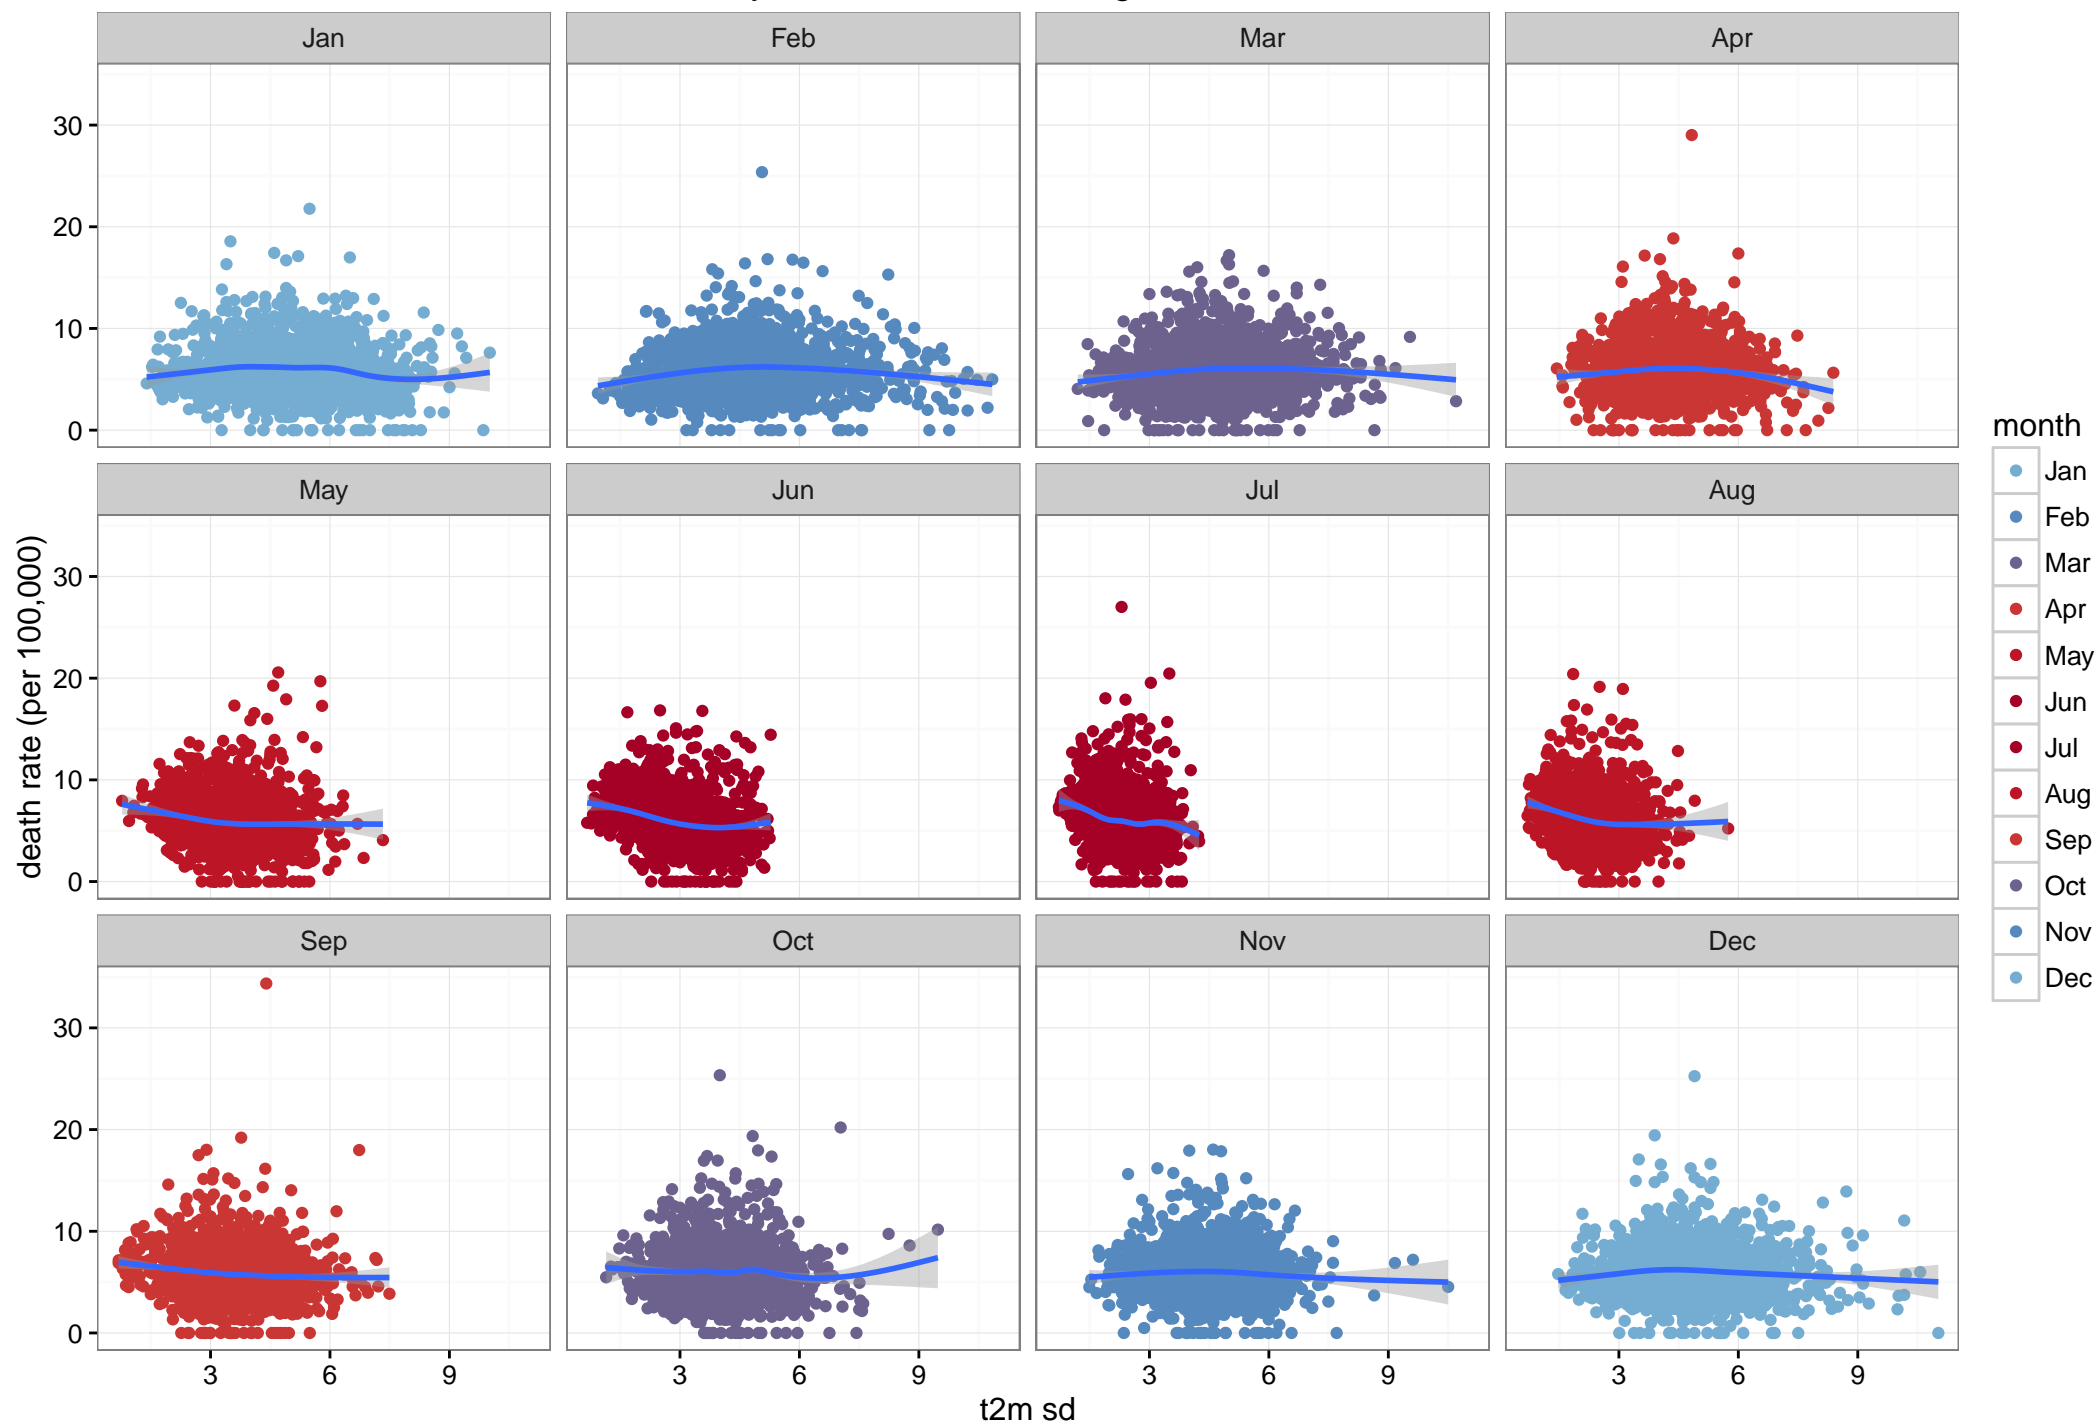 Jan Feb Mar Apr
30
20
10
0
May Jun Jul Aug
30
20
10
0
Sep Oct Nov Dec
30
20
10
0
3 6 9 3 6 9 3 6 9 3 6 9
t2m sd
death rate (per 100,000)
month
Jan
Feb
Mar
Apr
May
Jun
Jul
Aug
Sep
Oct
Nov
Dec